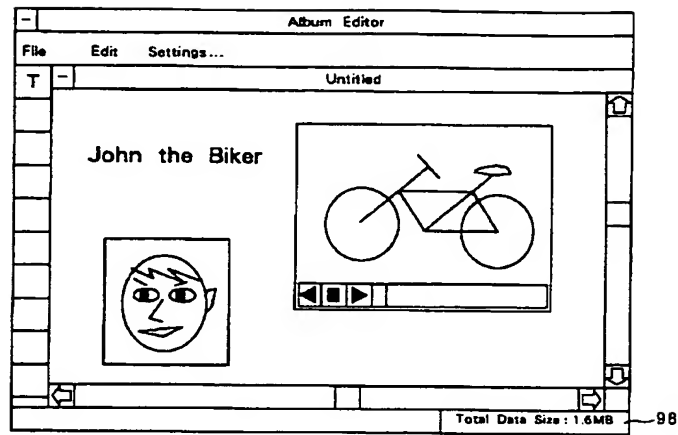 Album Editor
File Edit Settings...
T
Untitled
John the Biker
Total Data Size : 1.6MB
98